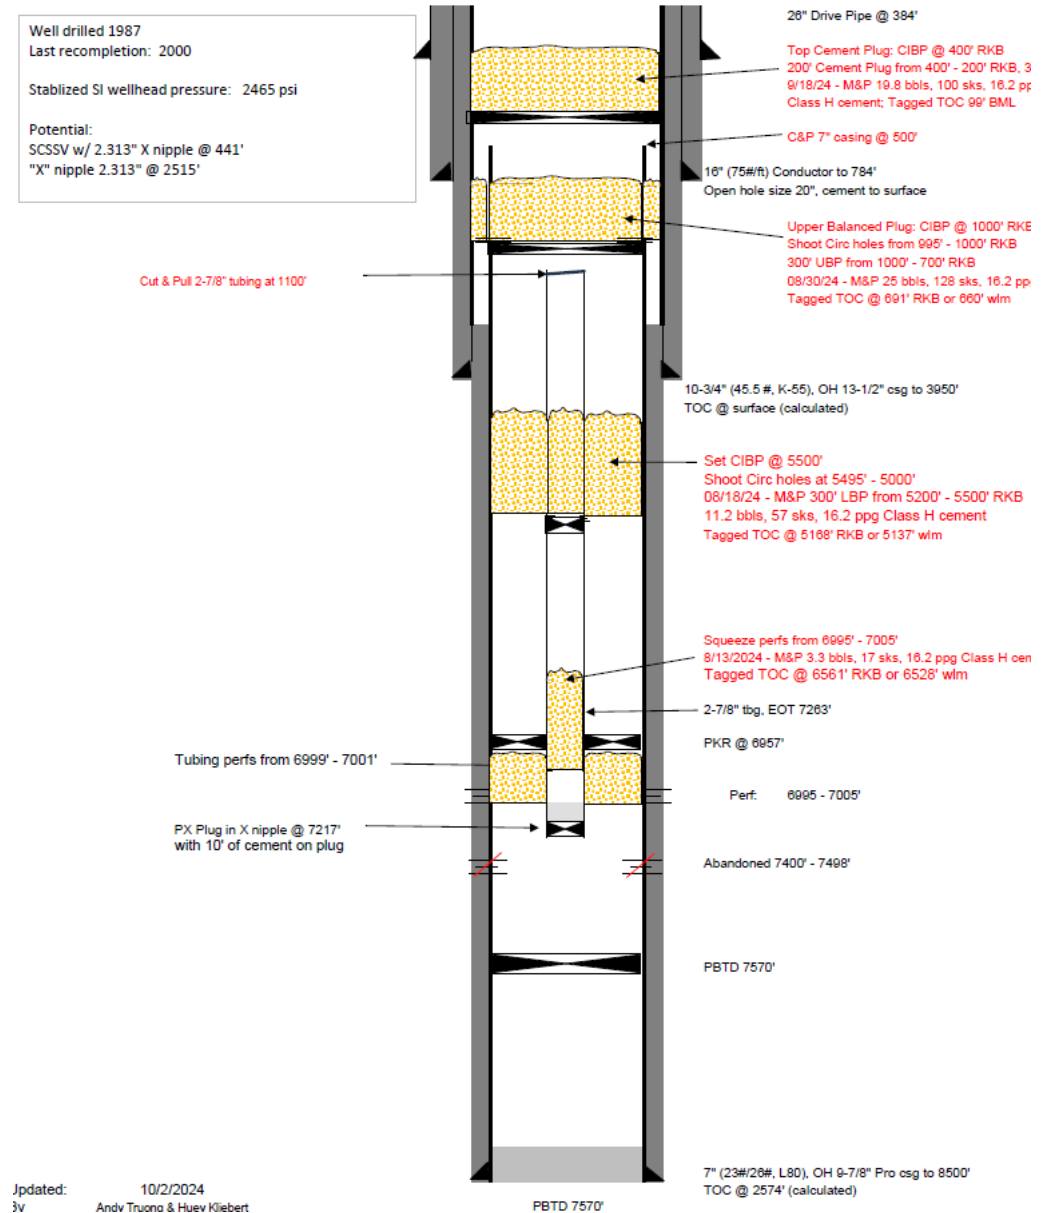 Well drilled 1987
Last recompletion: 2000
Stablized SI wellhead pressure: 2465 psi
Potential:
SCSSV w/ 2.313" X nipple @ 441'
"X" nipple 2.313" @ 2515'
26" Drive Pipe @ 384'
Top Cement Plug: CIBP @ 400' RKB
200' Cement Plug from 400' - 200' RKB, 3
9/18/24 - M&P 19.8 bbls, 100 sks, 16.2 pp
Class H cement; Tagged TOC 99' BML
C&P 7" casing @ 500'
16" (75#/ft) Conductor to 784'
Open hole size 20", cement to surface
Upper Balanced Plug: CIBP @ 1000' RKB
Shoot Circ holes from 995' - 1000' RKB
300' UBP from 1000' - 700' RKB
08/30/24 - M&P 25 bbls, 128 sks, 16.2 pp
Tagged TOC @ 691' RKB or 660' wlm
Cut & Pull 2-7/8" tubing at 1100'
10-3/4" (45.5 #, K-55), OH 13-1/2" csg to 3950'
TOC @ surface (calculated)
Set CIBP @ 5500'
Shoot Circ holes at 5495' - 5000'
08/18/24 - M&P 300' LBP from 5200' - 5500' RKB
11.2 bbls, 57 sks, 16.2 ppg Class H cement
Tagged TOC @ 5168' RKB or 5137' wlm
Squeeze perfs from 6995' - 7005'
8/13/2024 - M&P 3.3 bbls, 17 sks, 16.2 ppg Class H cem
Tagged TOC @ 6561' RKB or 6528' wlm
2-7/8" tbg, EOT 7263'
PKR @ 6957'
Tubing perfs from 6999' - 7001'
Perf: 6995 - 7005'
PX Plug in X nipple @ 7217'
with 10' of cement on plug
Abandoned 7400' - 7498'
PBTD 7570'
7" (23#/26#, L80), OH 9-7/8" Pro csg to 8500'
TOC @ 2574' (calculated)
Updated: 10/2/2024
By Andy Truong & Huey Kliebert
PBTD 7570'